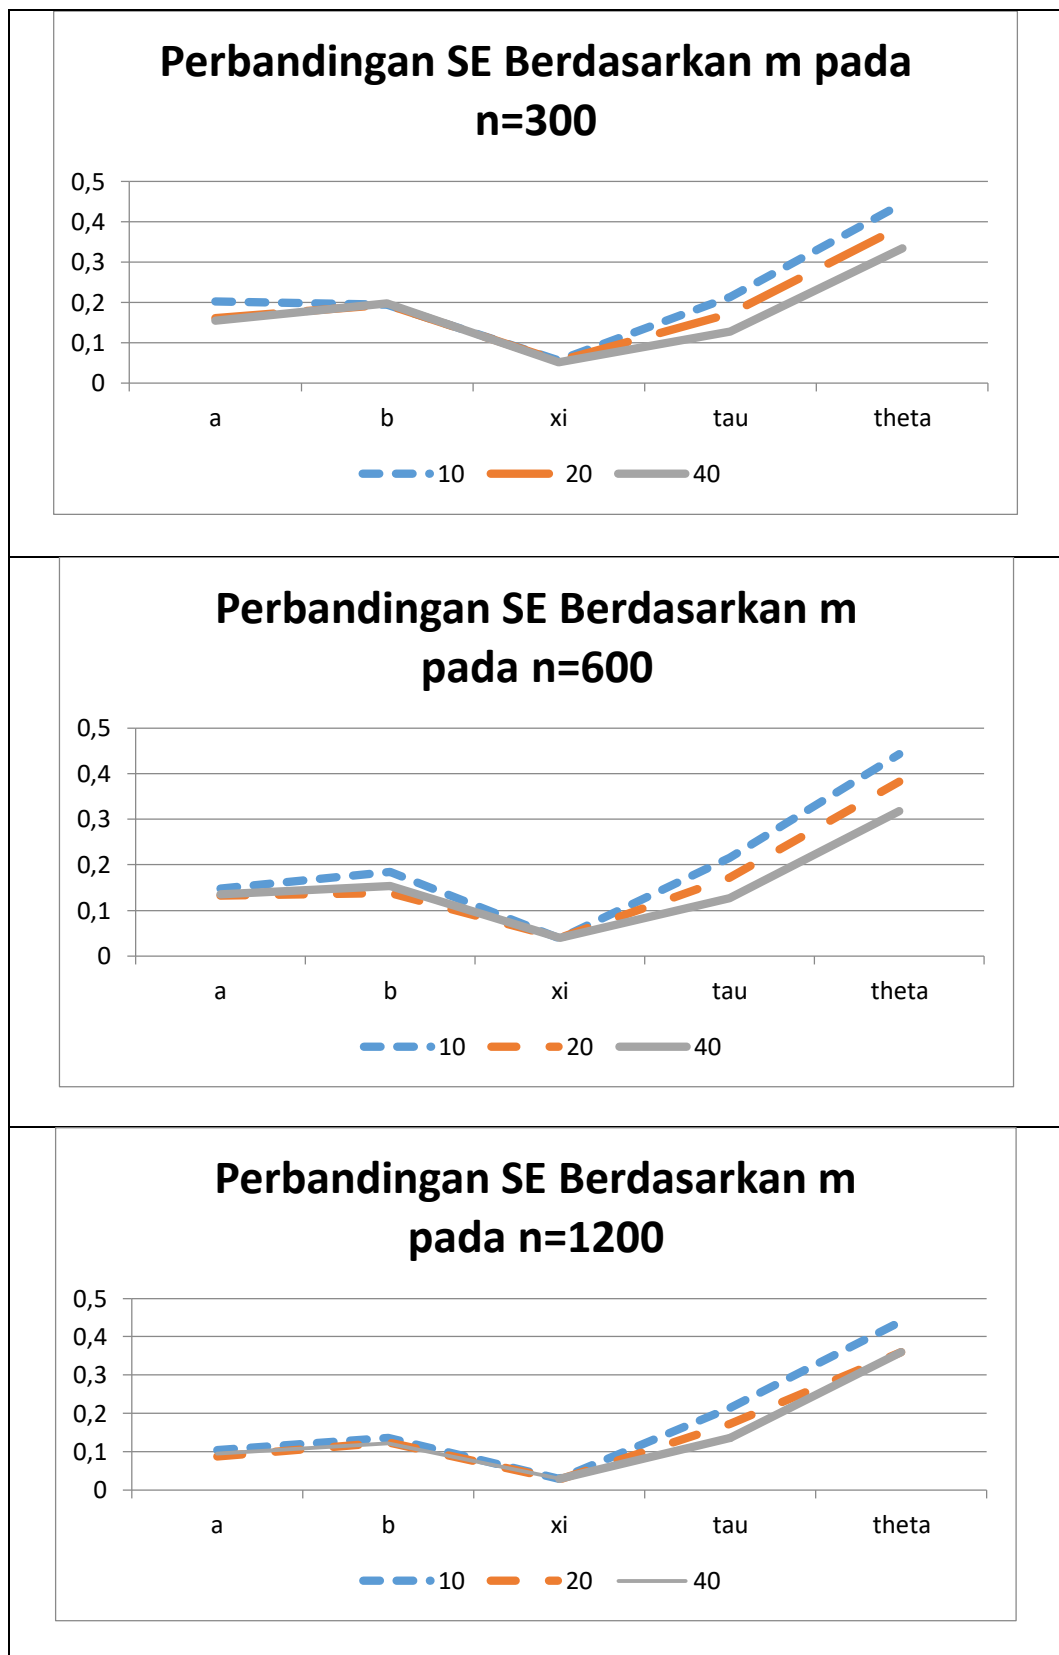 Perbandingan SE Berdasarkan m pada
n=300
0,5
0,4
0,3
0,2
0,1
0
a b xi tau theta
10 20 40
Perbandingan SE Berdasarkan m
pada n=600
0,5
0,4
0,3
0,2
0,1
0
a b xi tau theta
10 20 40
Perbandingan SE Berdasarkan m
pada n=1200
0,5
0,4
0,3
0,2
0,1
0
a b xi tau theta
10 20 40